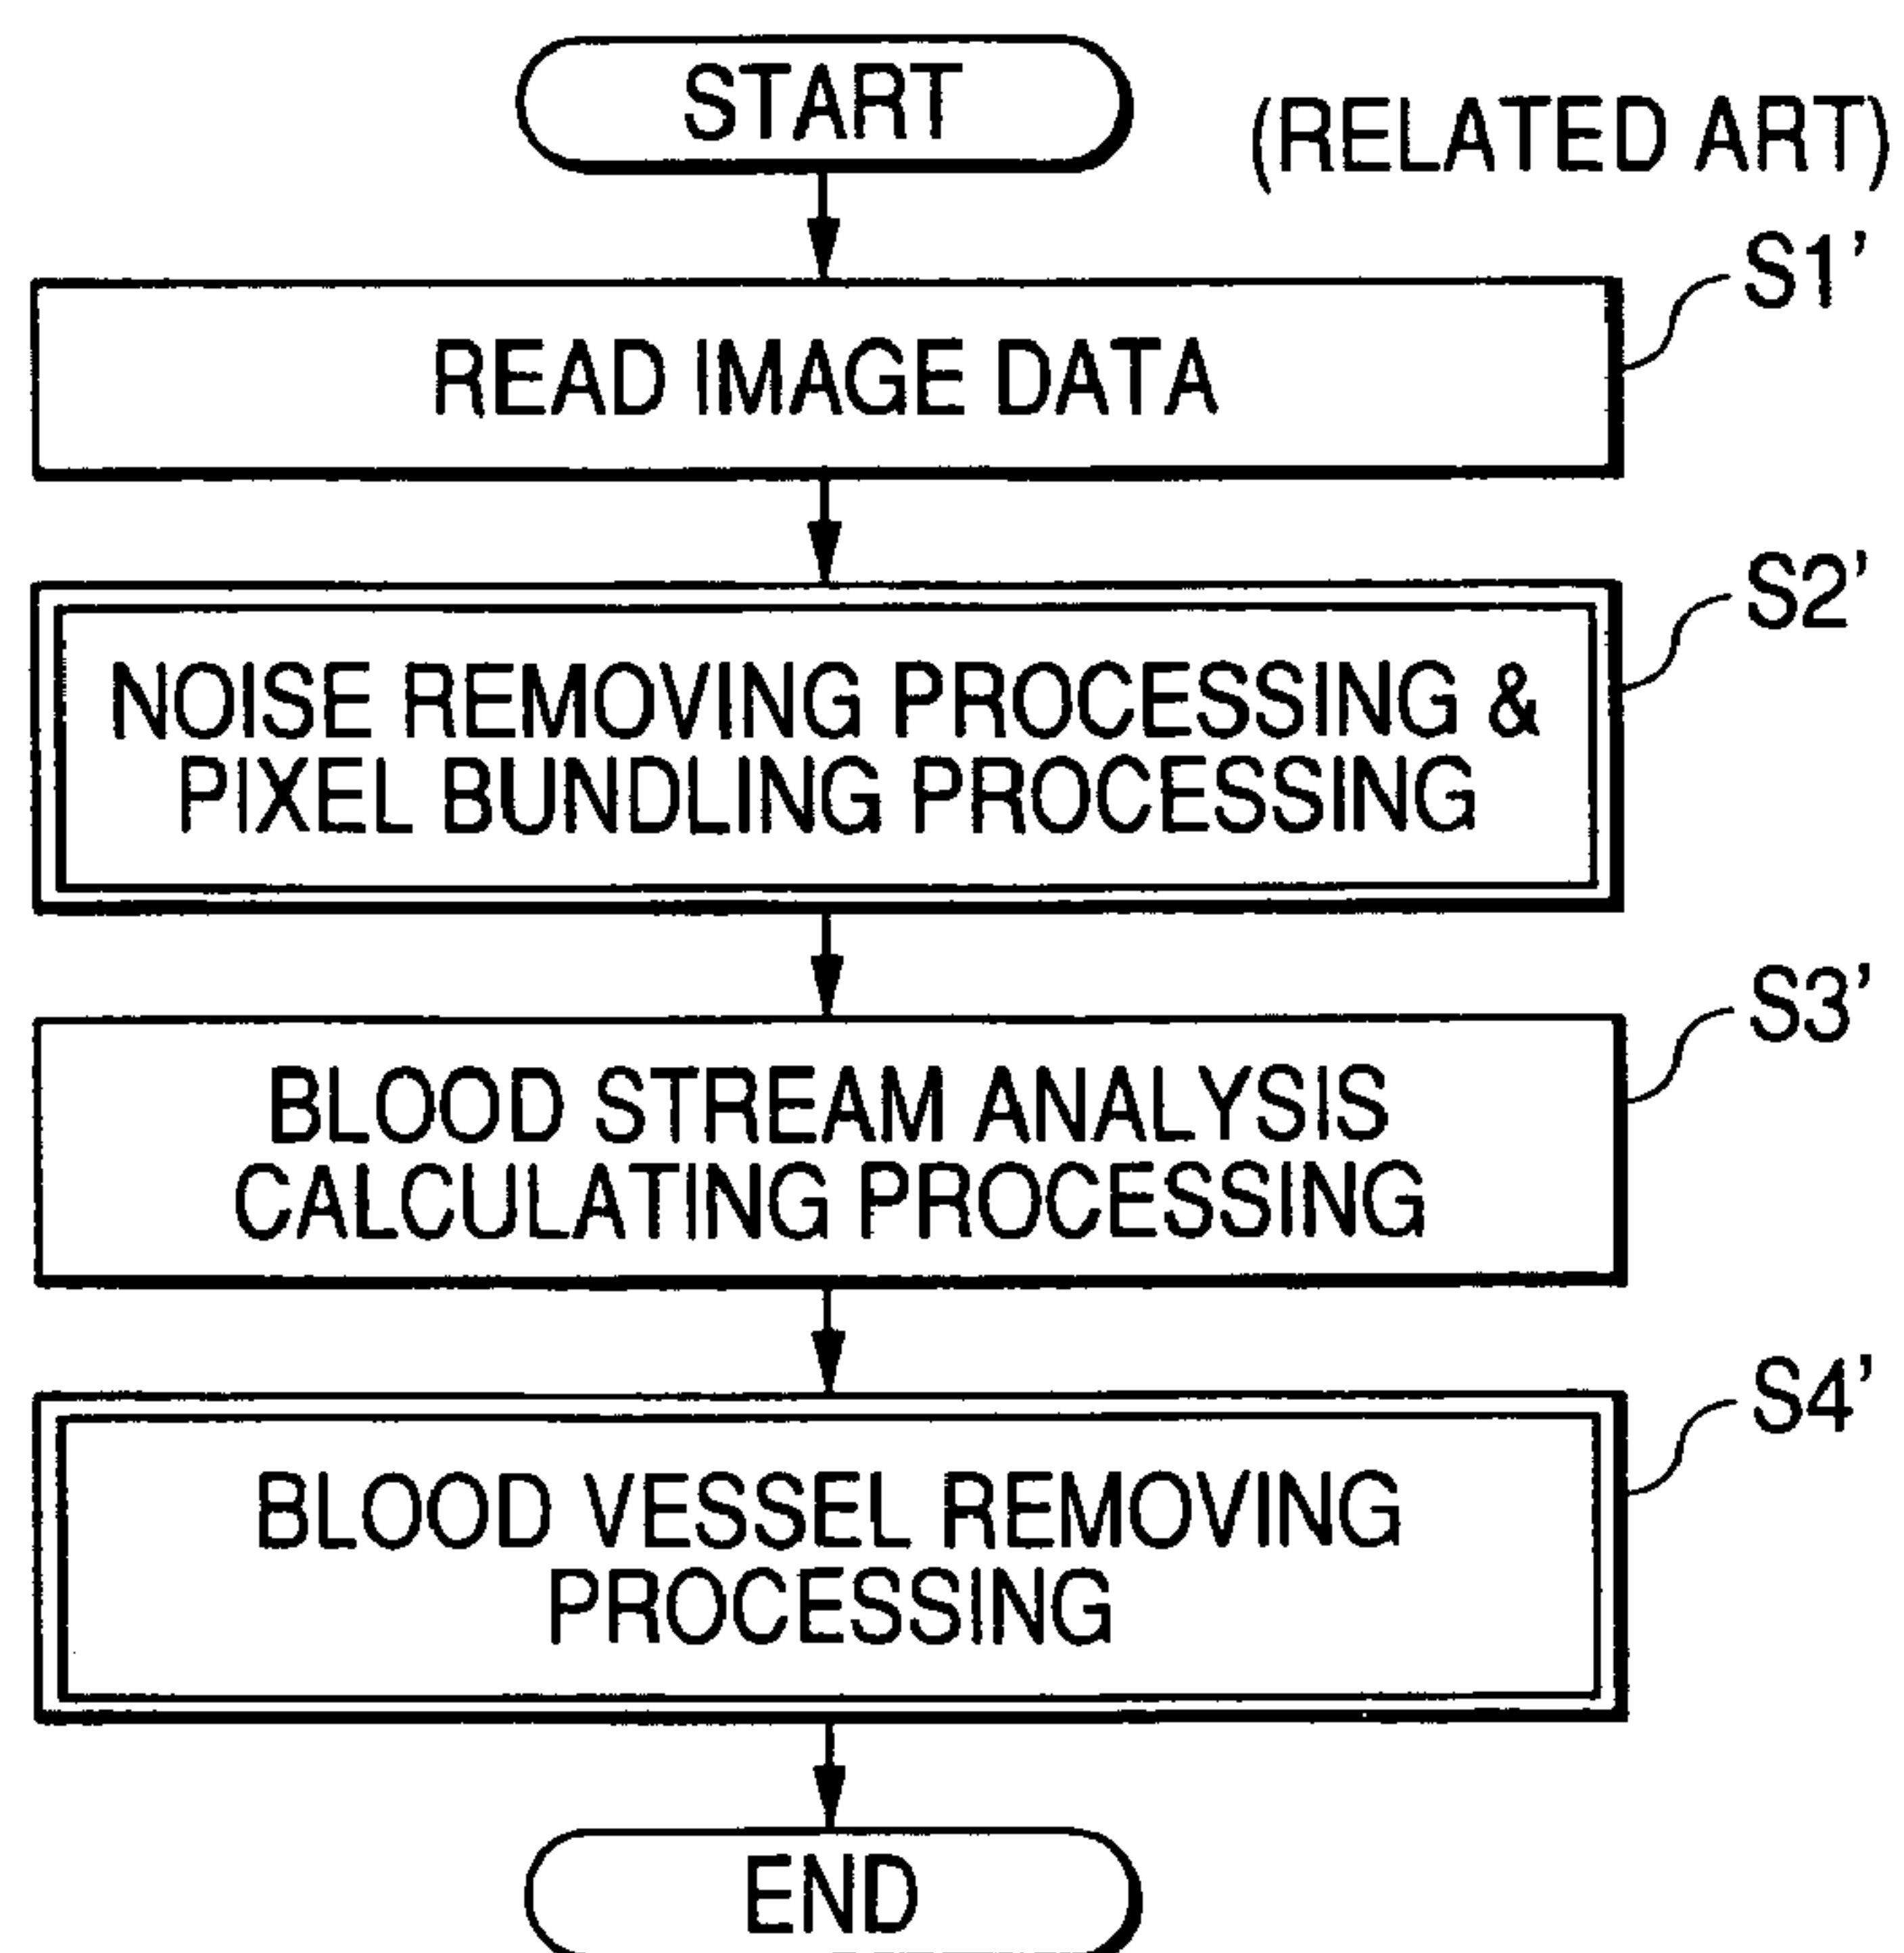 START
(RELATED ART)
S1'
READ IMAGE DATA
S2'
NOISE REMOVING PROCESSING &
PIXEL BUNDLING PROCESSING
S3'
BLOOD STREAM ANALYSIS
CALCULATING PROCESSING
S4'
BLOOD VESSEL REMOVING
PROCESSING
END